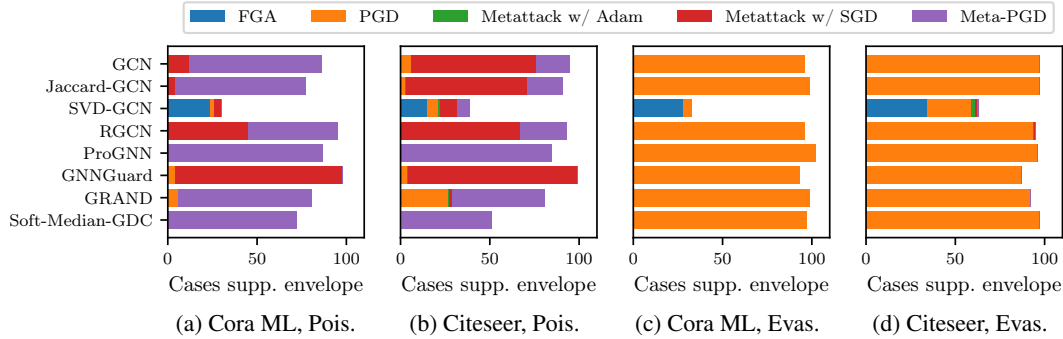 FGA PGD Metattack w/ Adam Metattack w/ SGD Meta-PGD
GCN
Jaccard-GCN
SVD-GCN
RGCN
ProGNN
GNNGuard
GRAND
Soft-Median-GDC
0 50 100 0 50 100 0 50 100 0 50 100
Cases supp. envelope Cases supp. envelope Cases supp. envelope Cases supp. envelope
(a) Cora ML, Pois. (b) Citeseer, Pois. (c) Cora ML, Evas. (d) Citeseer, Evas.